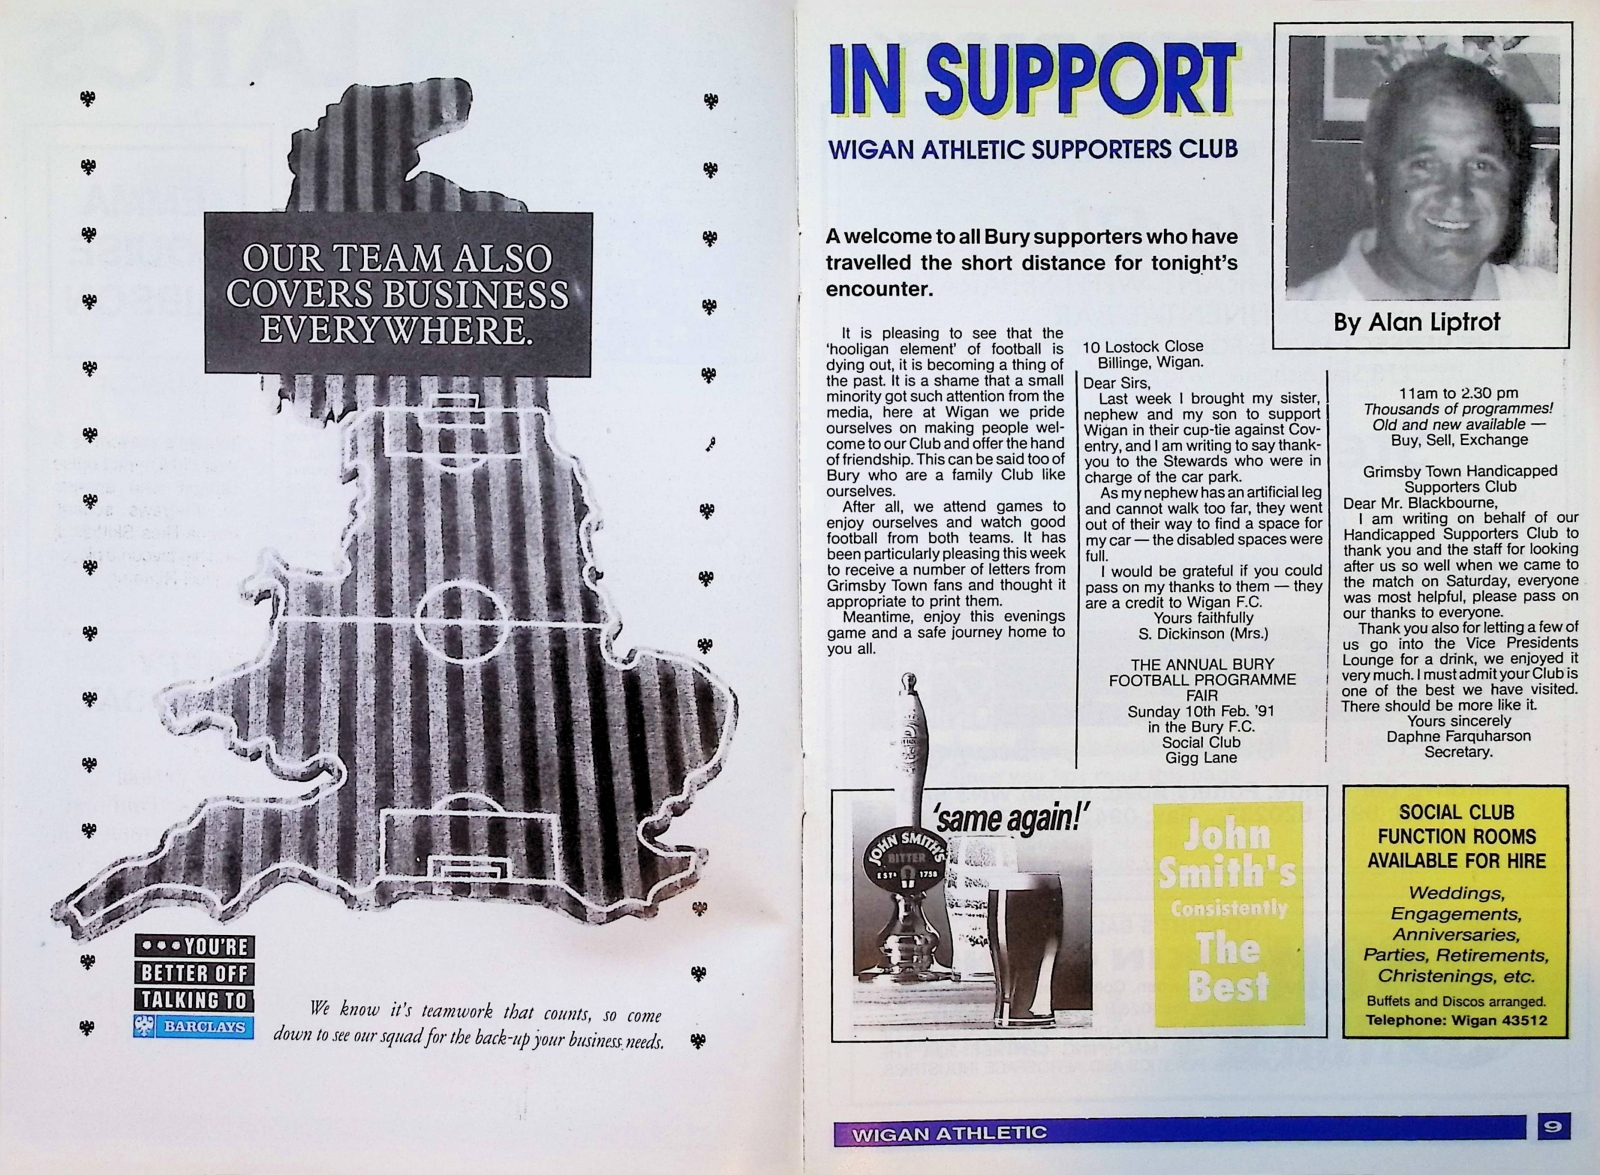 OUR TEAM ALSO
COVERS BUSINESS
EVERYWHERE.
•••YOU'RE
BETTER OFF
TALKING TO
BARCLAYS
We know it's teamwork that counts, so come
down to see our squad for the back-up your business needs.
IN SUPPORT
WIGAN ATHLETIC SUPPORTERS CLUB
By Alan Liptrot
A welcome to all Bury supporters who have
travelled the short distance for tonight's
encounter.
It is pleasing to see that the
'hooligan element' of football is
dying out, it is becoming a thing of
the past. It is a shame that a small
minority got such attention from the
media, here at Wigan we pride
ourselves on making people wel-
come to our Club and offer the hand
of friendship. This can be said too of
Bury who are a family Club like
ourselves.
After all, we attend games to
enjoy ourselves and watch good
football from both teams. It has
been particularly pleasing this week
to receive a number of letters from
Grimsby Town fans and thought it
appropriate to print them.
Meantime, enjoy this evenings
game and a safe journey home to
you all.
10 Lostock Close
Billinge, Wigan.
Dear Sirs,
Last week I brought my sister,
nephew and my son to support
Wigan in their cup-tie against Cov-
entry, and I am writing to say thank-
you to the Stewards who were in
charge of the car park.
As my nephew has an artificial leg
and cannot walk too far, they went
out of their way to find a space for
my car — the disabled spaces were
full.
I would be grateful if you could
pass on my thanks to them — they
are a credit to Wigan F.C.
Yours faithfully
S. Dickinson (Mrs.)
THE ANNUAL BURY
FOOTBALL PROGRAMME
FAIR
Sunday 10th Feb. '91
in the Bury F.C.
Social Club
Gigg Lane
11am to 2.30 pm
Thousands of programmes!
Old and new available —
Buy, Sell, Exchange
Grimsby Town Handicapped
Supporters Club
Dear Mr. Blackbourne,
I am writing on behalf of our
Handicapped Supporters Club to
thank you and the staff for looking
after us so well when we came to
the match on Saturday, everyone
was most helpful, please pass on
our thanks to everyone.
Thank you also for letting a few of
us go into the Vice Presidents
Lounge for a drink, we enjoyed it
very much. I must admit your Club is
one of the best we have visited.
There should be more like it.
Yours sincerely
Daphne Farquharson
Secretary.
'same again!'
JOHN SMITH'S
BITTER
ESTD 1758
John
Smith's
Consistently
The
Best
SOCIAL CLUB
FUNCTION ROOMS
AVAILABLE FOR HIRE
Weddings,
Engagements,
Anniversaries,
Parties, Retirements,
Christenings, etc.
Buffets and Discos arranged.
Telephone: Wigan 43512
WIGAN ATHLETIC
9